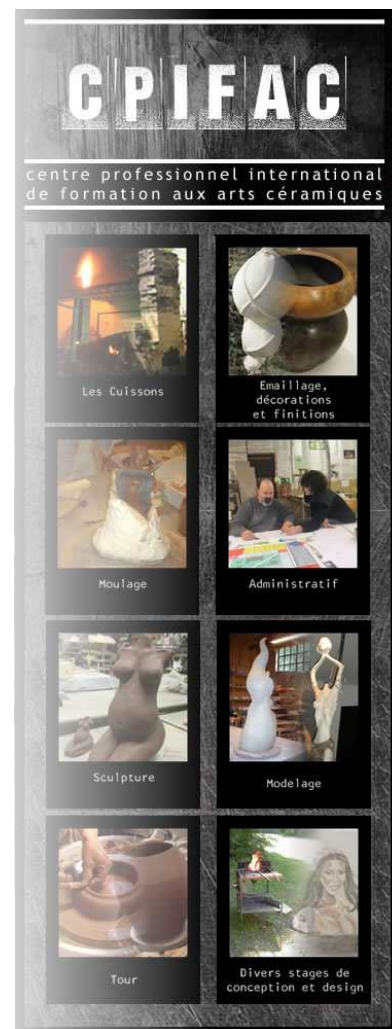 CPIFAC
centre professionnel international
de formation aux arts céramiques
Les Cuissons
Emaillage,
décorations
et finitions
Moulage
Administratif
Sculpture
Modelage
Tour
Divers stages de
conception et design